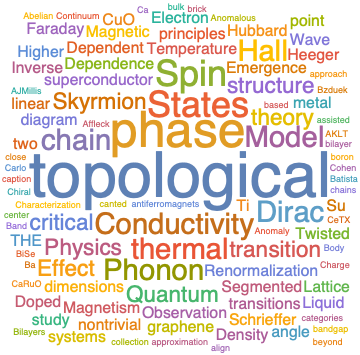 Abelian Continuum CuO Ca bulk brick Anomalous
Faraday Electron Hubbard point
Higher Magnetic principles Wave
Dependent Temperature Heeger
Inverse Dependence Hall Emergence approach
superconductor Spin structure Bzduek
AJMillis Skyrmion States theory based assisted
linear phase metal
diagram Affleck AKLT
two chain Model bilayer
close topological boron
Carlo Cohen
caption Batista
Chiral antiferromagnets Dirac chains
Characterization canted Ti Su CeTX
center critical Conductivity Anomaly Twisted
Band
THE Physics thermal transition Body
BiSe Renormalization Charge
Ba Effect Phonon Segmented Lattice
CaRuO dimensions Quantum transitions Liquid
Doped Magnetism Observation Schrieffer categories
study nontrivial graphene Density angle bandgap
Bilayers systems collection approximation beyond
align